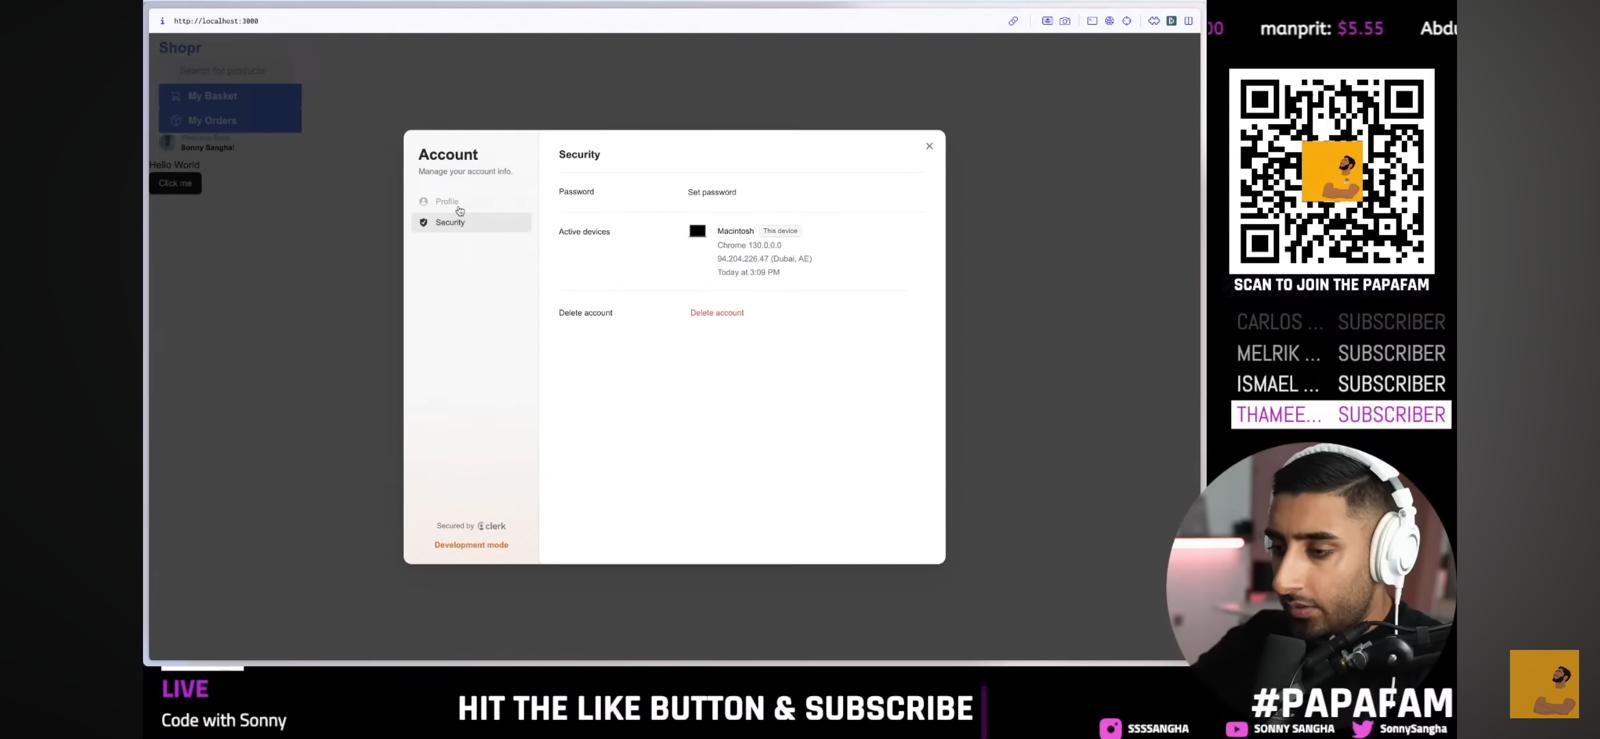 http://localhost:3000
Shopr
Search for products
My Basket
My Orders
Welcome Back
Sonny Sangha!
Hello World
Click me
Account
Manage your account info.
Profile
Security
Secured by clerk
Development mode
Security
Password
Set password
Active devices
Macintosh
This device
Chrome 130.0.0.0
94.204.226.47 (Dubai, AE)
Today at 3:09 PM
Delete account
Delete account
manprit: $5.55
SCAN TO JOIN THE PAPAFAM
CARLOS ... SUBSCRIBER
MELRIK ... SUBSCRIBER
ISMAEL ... SUBSCRIBER
THAMEE... SUBSCRIBER
LIVE
Code with Sonny
HIT THE LIKE BUTTON & SUBSCRIBE
#PAPAFAM
SSSSANGHA
SONNY SANGHA
SonnySangha